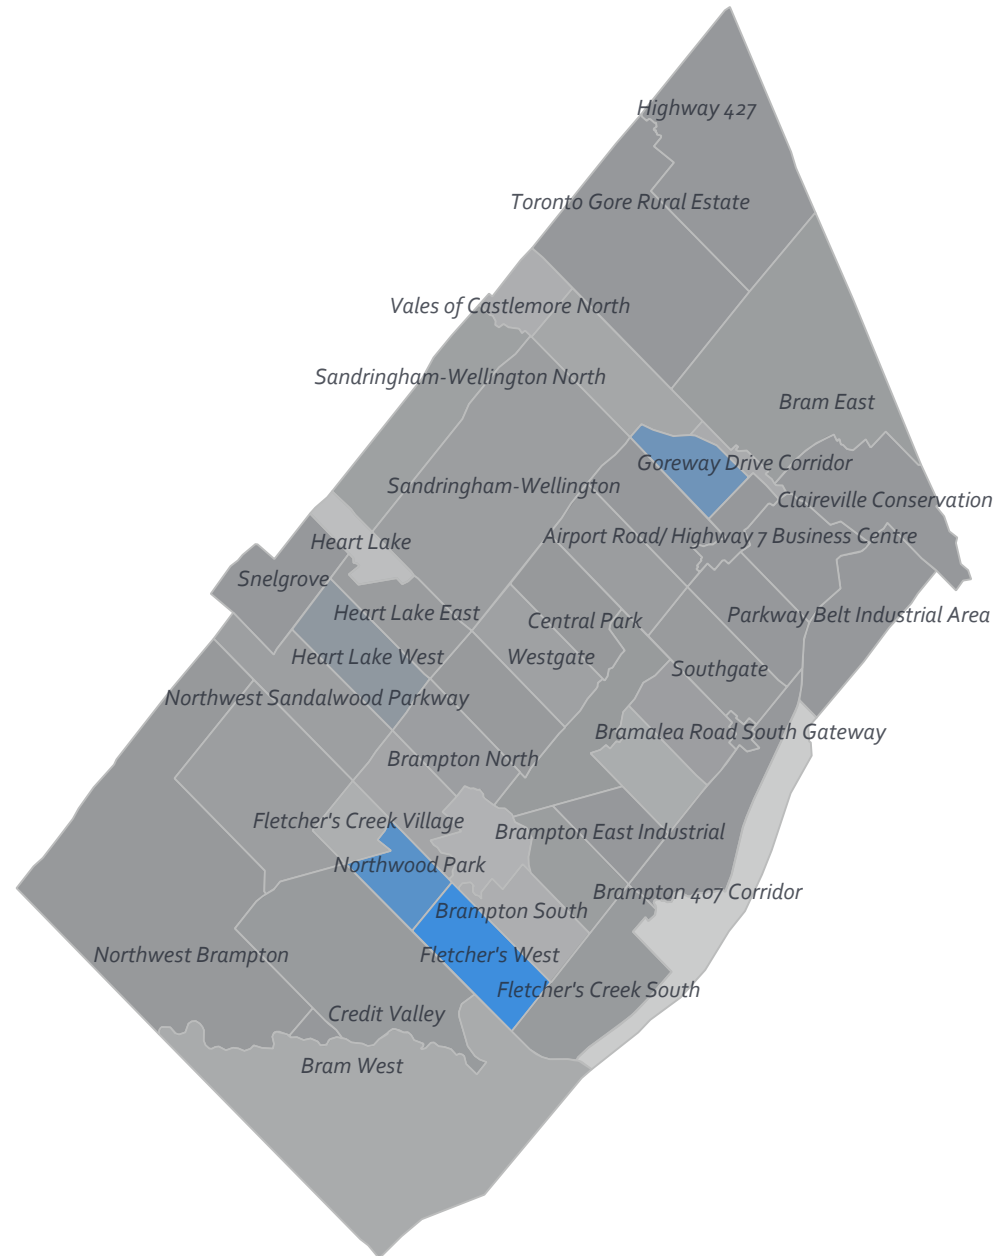 Highway 427
Toronto Gore Rural Estate
Vales of Castlemore North
Sandringham-Wellington North
Bram East
Goreway Drive Corridor
Sandringham-Wellington
Claireville Conservation
Airport Road/ Highway 7 Business Centre
Heart Lake
Snelgrove
Heart Lake East
Central Park
Parkway Belt Industrial Area
Heart Lake West
Westgate
Southgate
Northwest Sandalwood Parkway
Bramalea Road South Gateway
Brampton North
Fletcher's Creek Village
Brampton East Industrial
Northwood Park
Brampton 407 Corridor
Brampton South
Northwest Brampton
Fletcher's West
Fletcher's Creek South
Credit Valley
Bram West